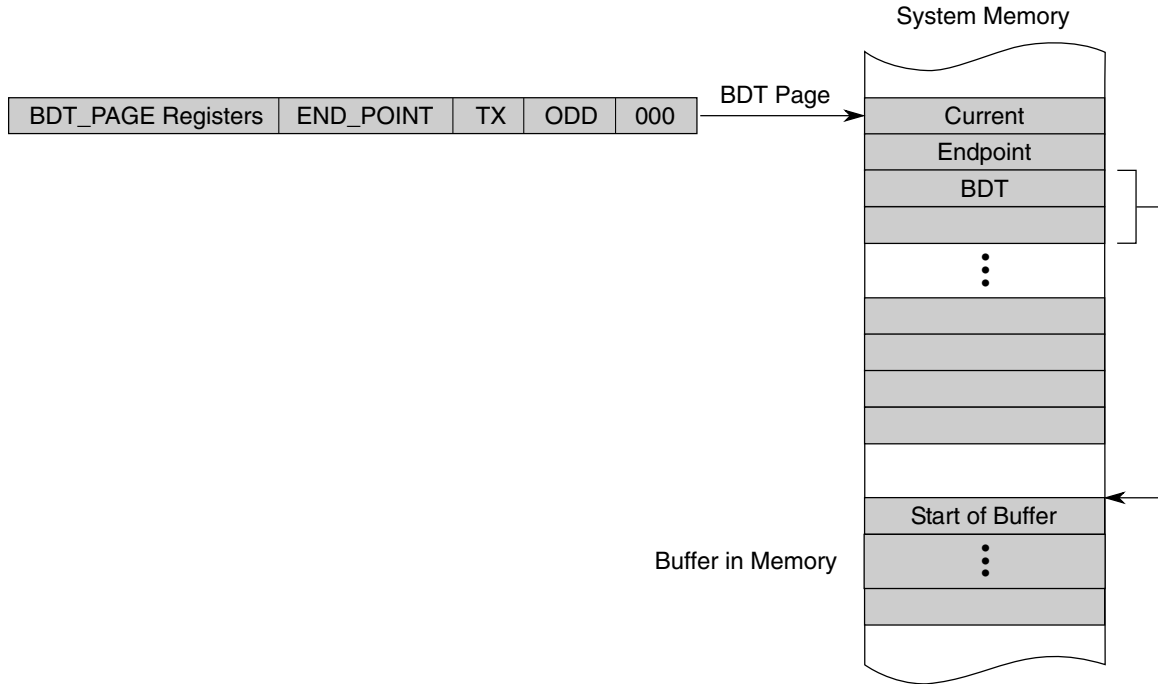 System Memory
BDT_PAGE Registers END_POINT TX ODD 000
BDT Page
Current
Endpoint
BDT
Start of Buffer
Buffer in Memory